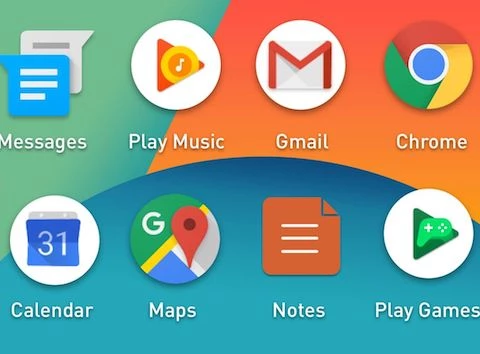 Messages
Play Music
Gmail
Chrome
31
G
Calendar
Maps
Notes
Play Games